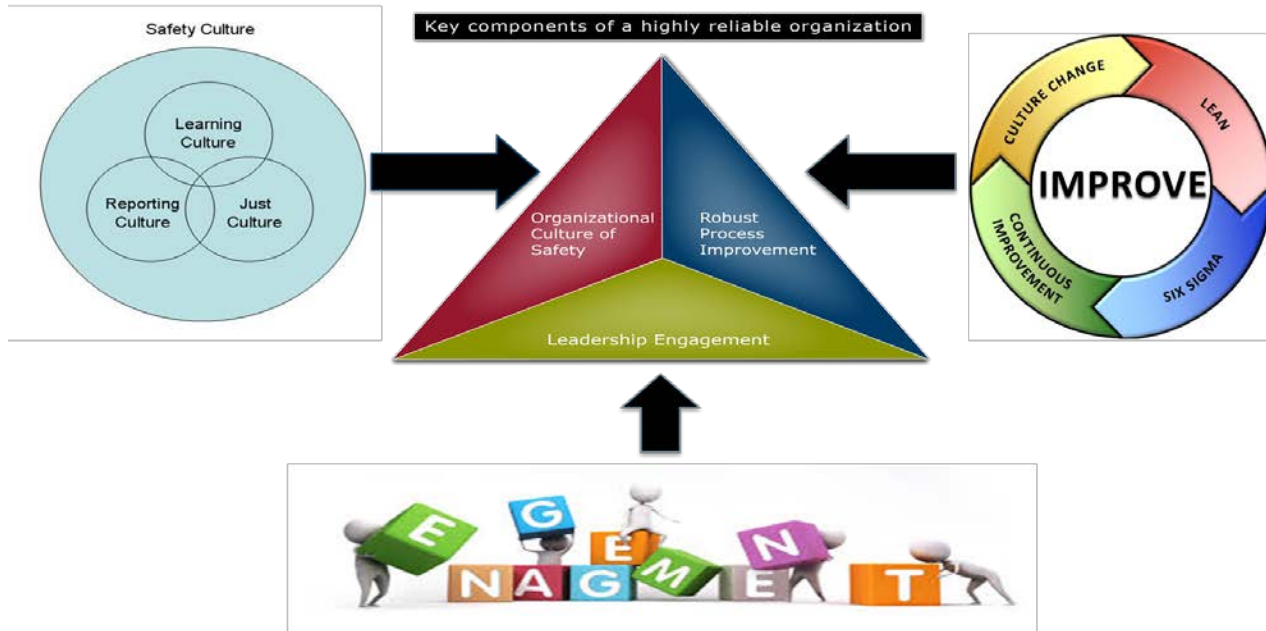 Key components of a highly reliable organization
Safety Culture
Learning
Culture
Reporting
Culture
Just
Culture
Organizational
Culture of
Safety
Robust
Process
Improvement
Leadership Engagement
CULTURE CHANGE
LEAN
SIX SIGMA
CONTINUOUS
IMPROVEMENT
IMPROVE
E G E N
N A G M E T